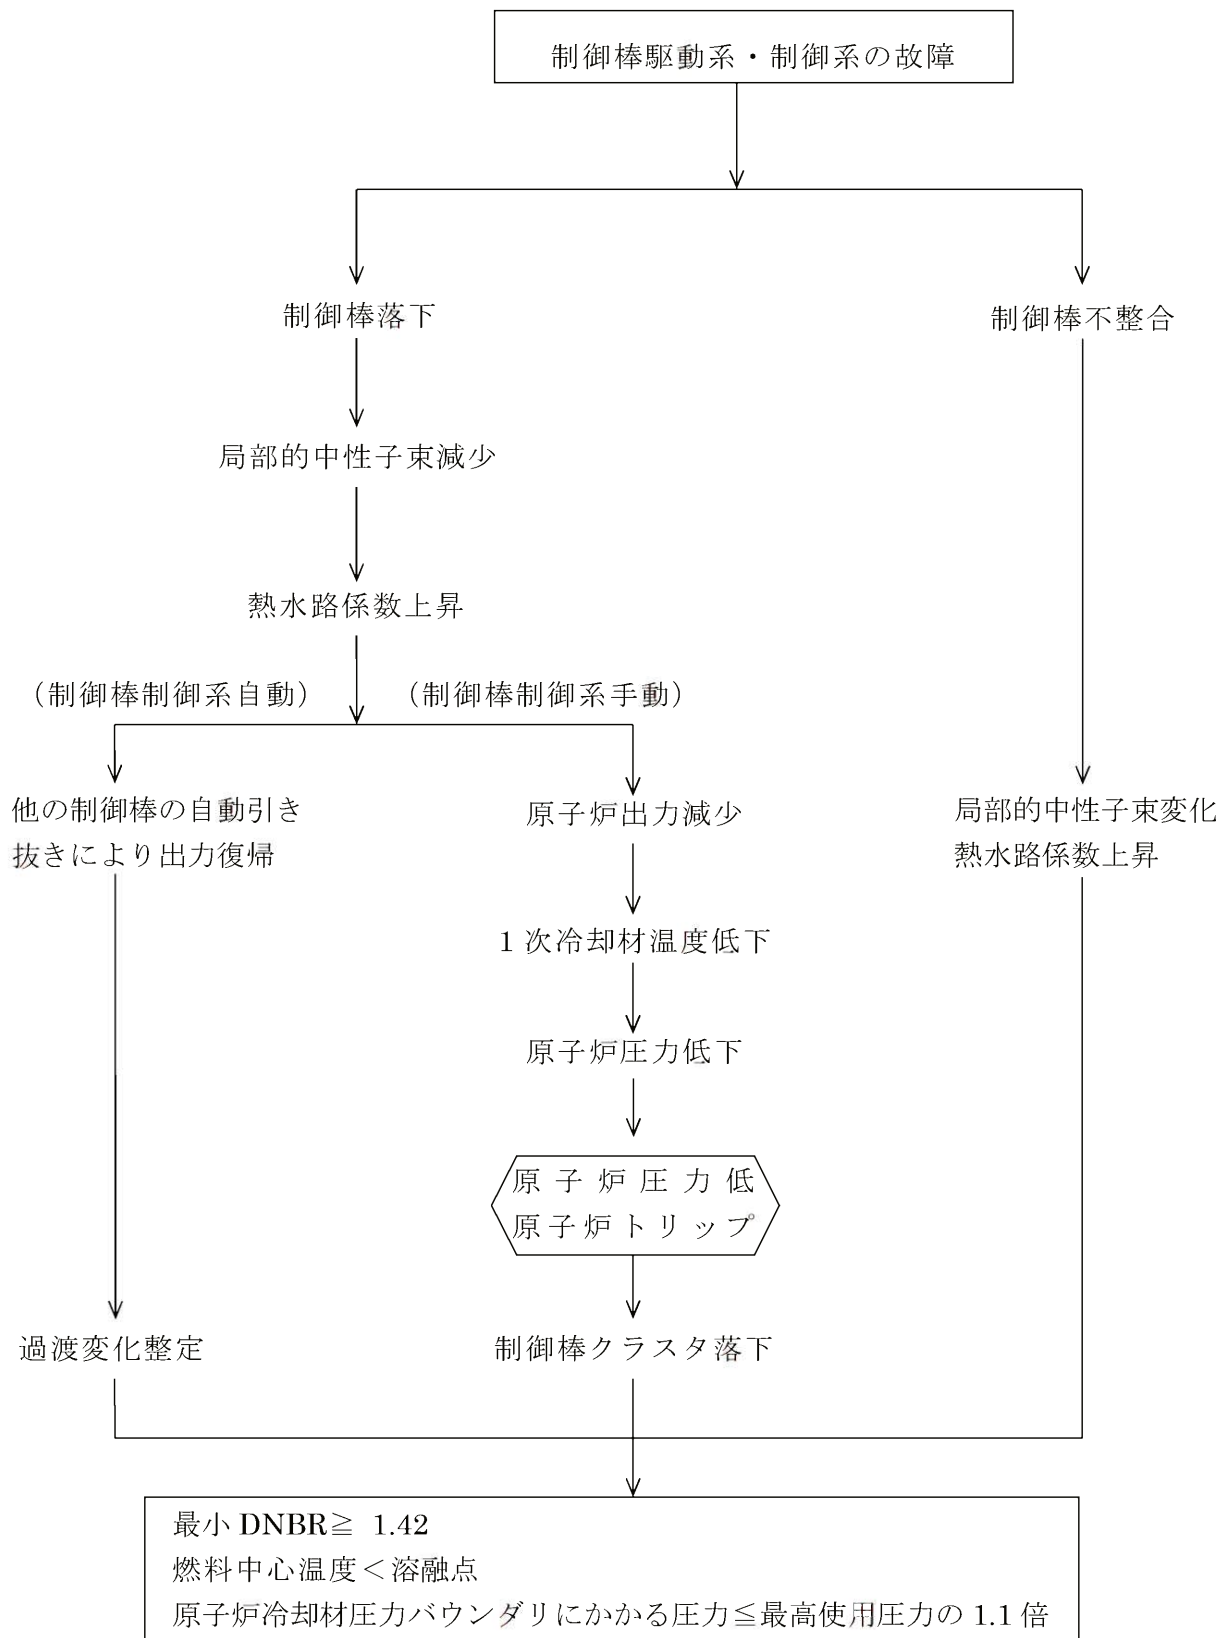 制御棒駆動系・制御系の故障
制御棒落下
制御棒不整合
局部的中性子束減少
熱水路係数上昇
（制御棒制御系自動）
（制御棒制御系手動）
他の制御棒の自動引き
抜きにより出力復帰
原子炉出力減少
局部的中性子束変化
熱水路係数上昇
1 次冷却材温度低下
原子炉圧力低下
原子炉圧力低
原子炉トリップ
過渡変化整定
制御棒クラスタ落下
最小 DNBR≧ 1.42
燃料中心温度＜溶融点
原子炉冷却材圧力バウンダリにかかる圧力≦最高使用圧力の 1.1 倍